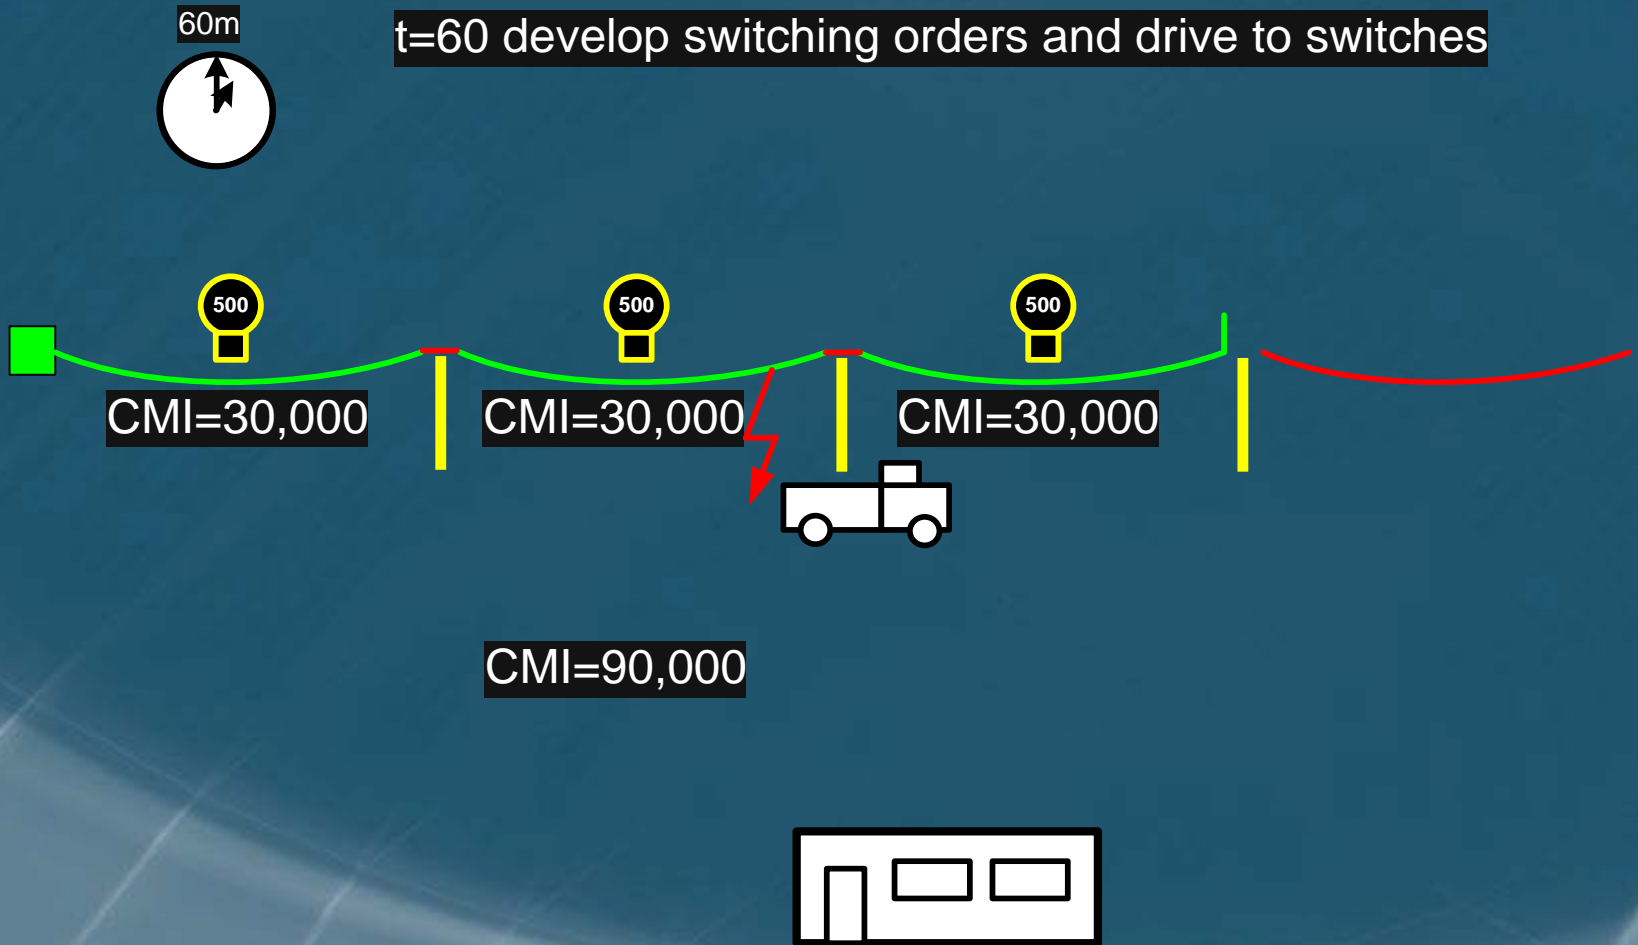 60m
t=60 develop switching orders and drive to switches
500
500
500
CMI=30,000
CMI=30,000
CMI=30,000
CMI=90,000